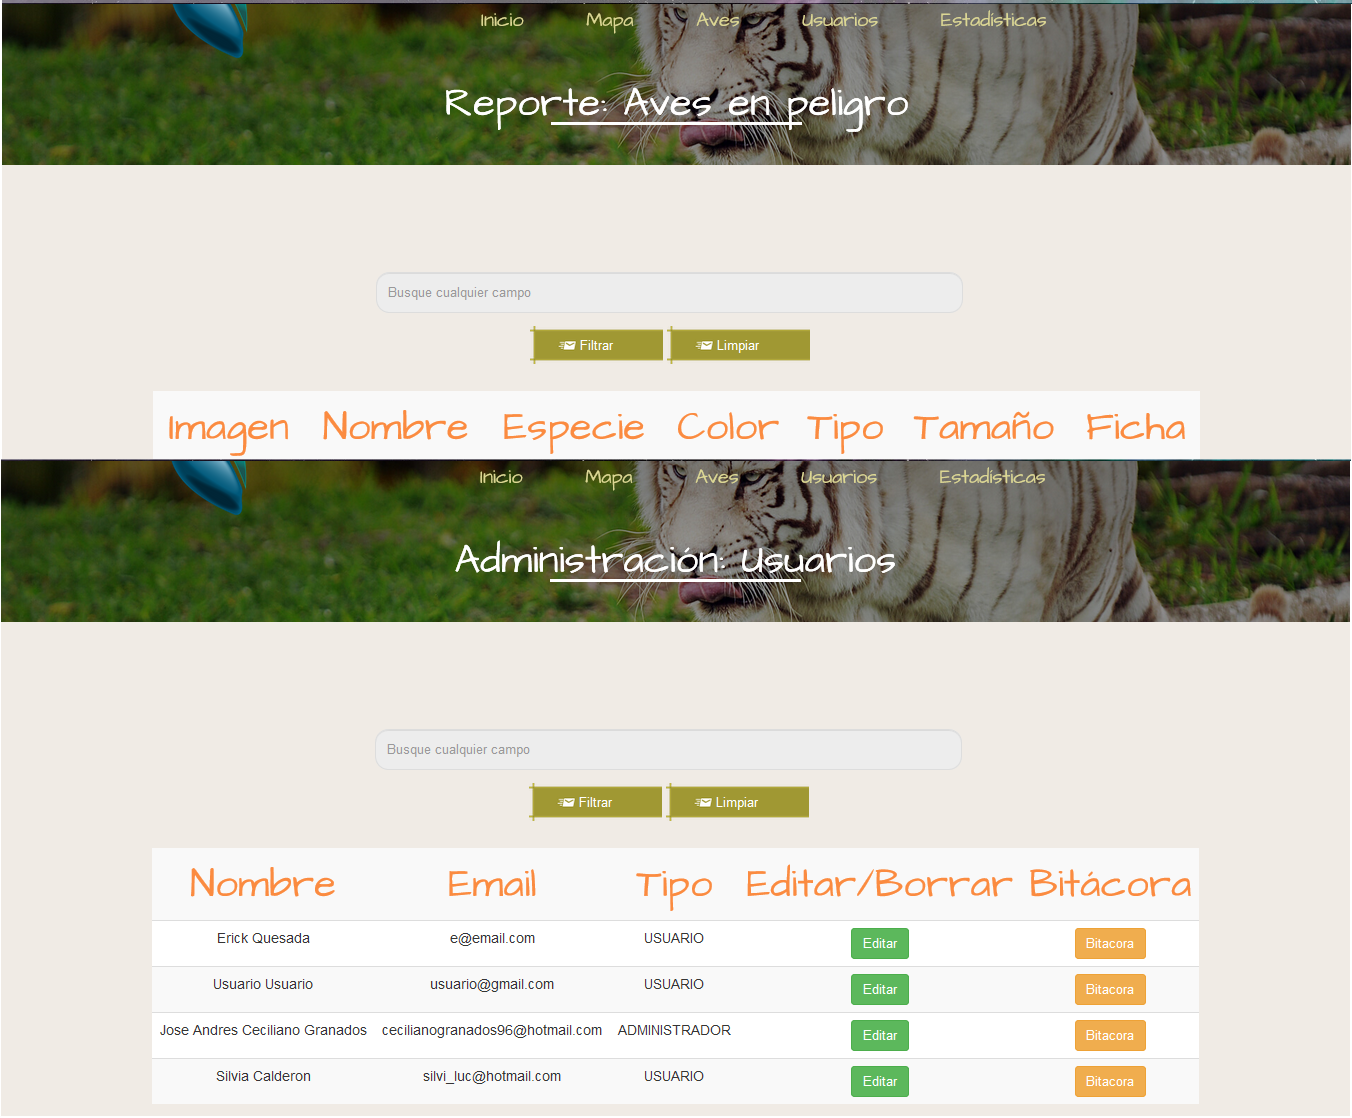 Inicio Mapa Aves Usuarios Estadísticas
Reporte: Aves en peligro
Busque cualquier campo
Filtrar Limpiar
Imagen Nombre Especie Color Tipo Tamaño Ficha
Inicio Mapa Aves Usuarios Estadísticas
Administración: Usuarios
Busque cualquier campo
Filtrar Limpiar
Nombre Email Tipo Editar/Borrar Bitácora
Erick Quesada e@email.com USUARIO Editar Bitacora
Usuario Usuario usuario@gmail.com USUARIO Editar Bitacora
Jose Andres Ceciliano Granados cecilianogranados96@hotmail.com ADMINISTRADOR Editar Bitacora
Silvia Calderon silvi_luc@hotmail.com USUARIO Editar Bitacora